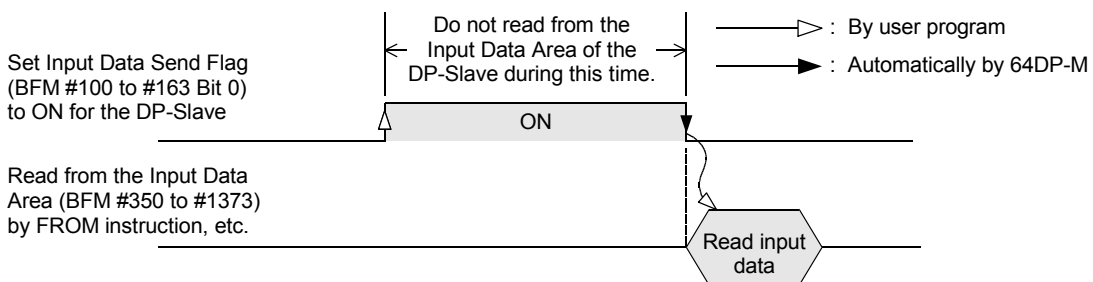 Do not read from the
Input Data Area of the
DP-Slave during this time.
: By user program
: Automatically by 64DP-M
Set Input Data Send Flag
(BFM #100 to #163 Bit 0)
to ON for the DP-Slave
ON
Read from the Input Data
Area (BFM #350 to #1373)
by FROM instruction, etc.
Read input
data